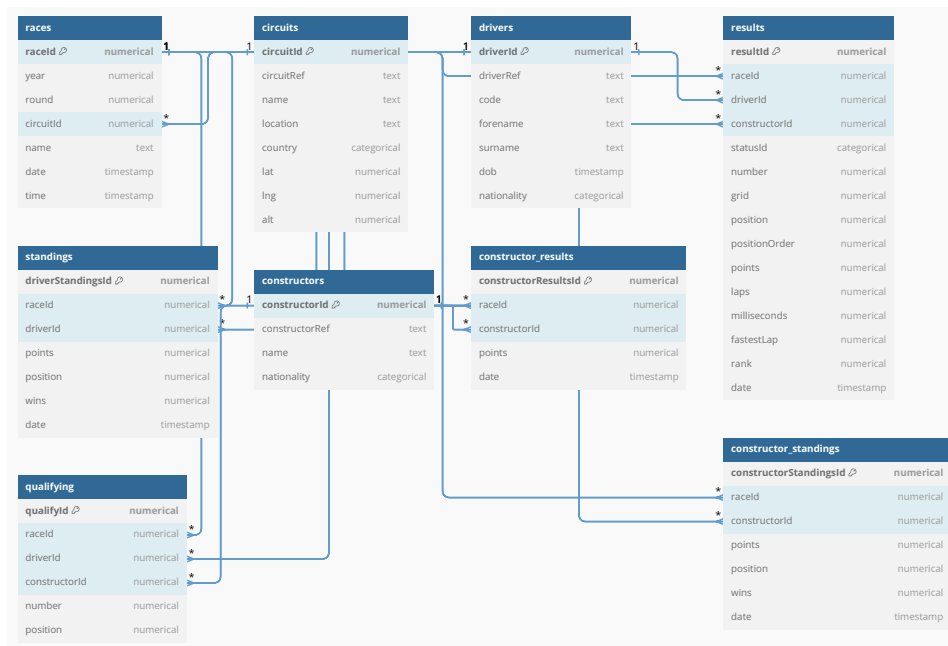 races
raceId numerical
year numerical
round numerical
circuitId numerical
name text
date timestamp
time timestamp
1
*
circuits
1
circuitId numerical
circuitRef text
name text
location text
country categorical
lat numerical
lng numerical
alt numerical
drivers
1
driverId numerical
1
driverRef text
code text
forename text
surname text
dob timestamp
nationality categorical
results
resultId numerical
* raceId numerical
* driverId numerical
* constructorId numerical
statusId categorical
number numerical
grid numerical
position numerical
positionOrder numerical
points numerical
laps numerical
milliseconds numerical
fastestLap numerical
rank numerical
date timestamp
standings
driverStandingsId numerical
raceId numerical *
driverId numerical *
points numerical
position numerical
wins numerical
date timestamp
constructors
1
constructorId numerical
1
constructorRef text
name text
nationality categorical
constructor_results
constructorResultsId numerical
* raceId numerical
* constructorId numerical
points numerical
date timestamp
qualifying
qualifyId numerical
raceId numerical *
driverId numerical *
constructorId numerical *
number numerical
position numerical
constructor_standings
constructorStandingsId numerical
* raceId numerical
* constructorId numerical
points numerical
position numerical
wins numerical
date timestamp